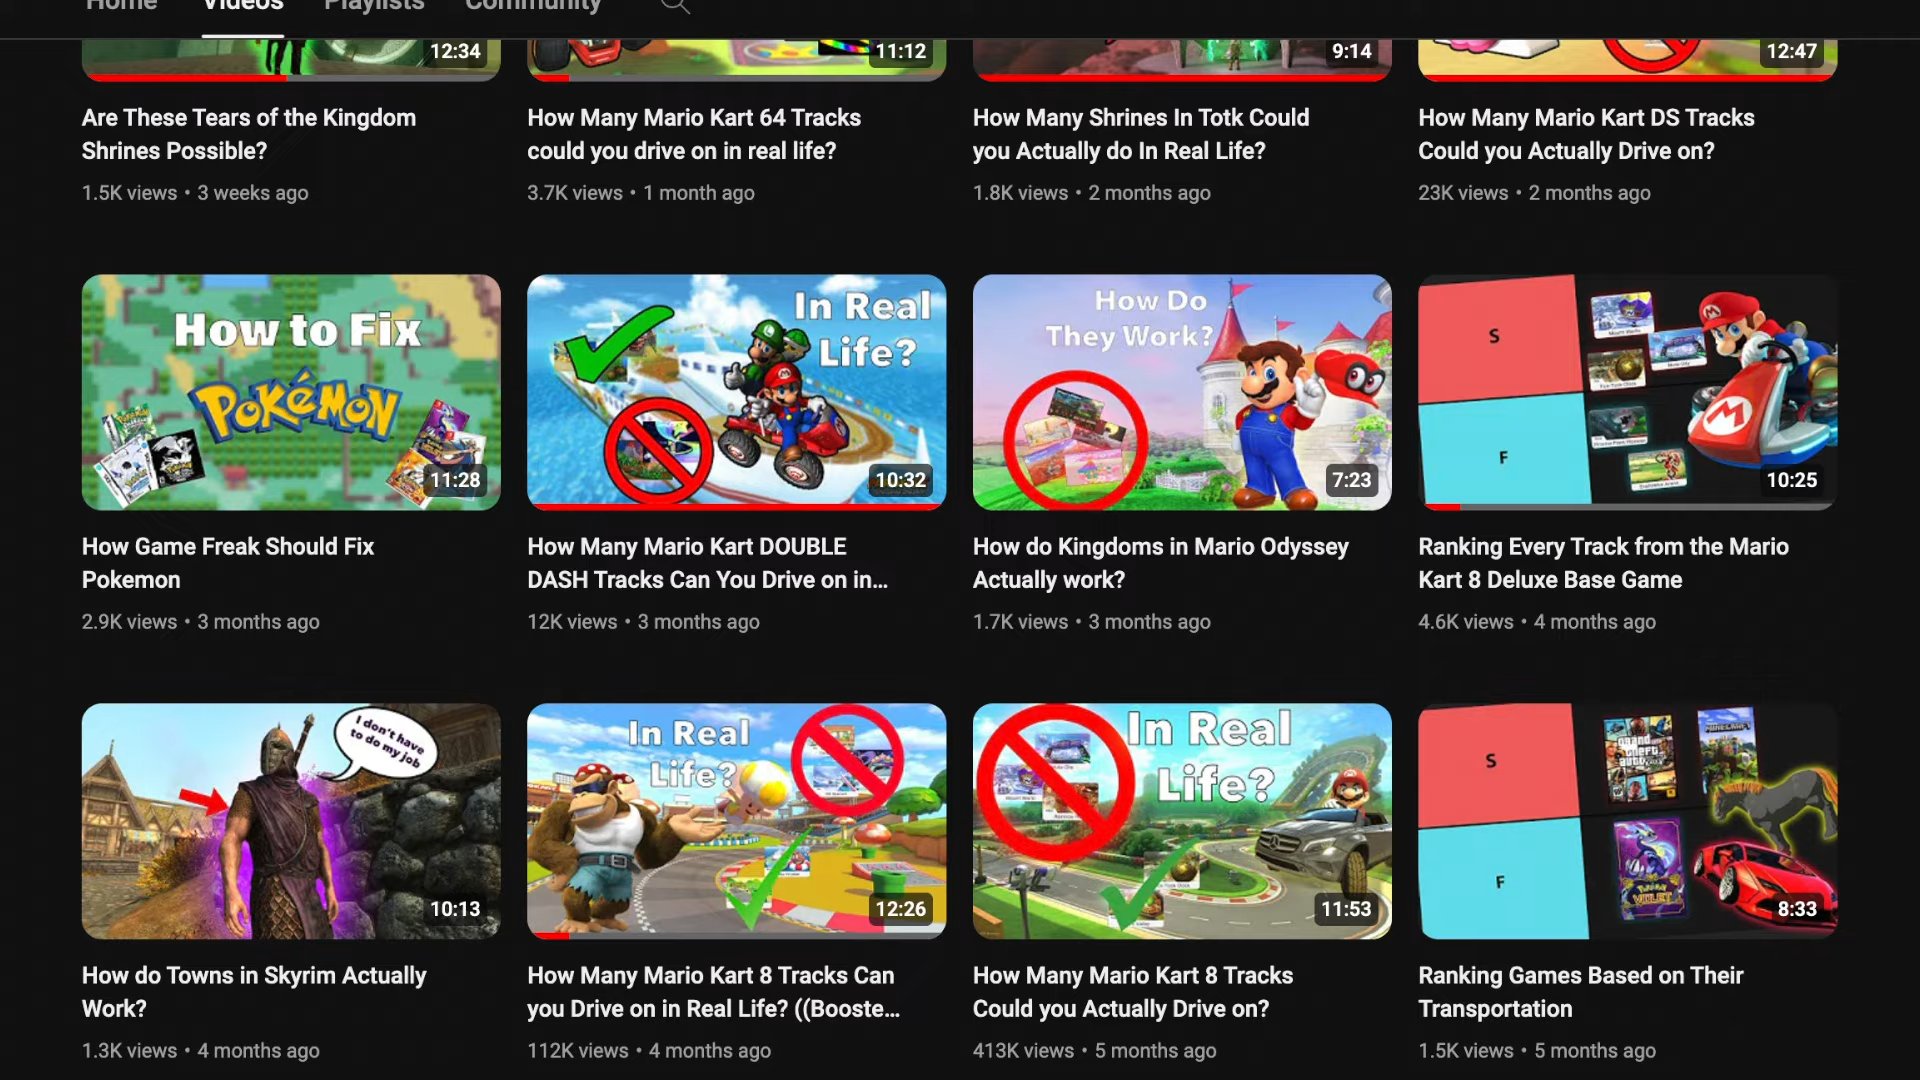 Home Videos Playlists Community
12:34 11:12 9:14 12:47
Are These Tears of the Kingdom
Shrines Possible?
1.5K views • 3 weeks ago
How Many Mario Kart 64 Tracks
could you drive on in real life?
3.7K views • 1 month ago
How Many Shrines In Totk Could
you Actually do In Real Life?
1.8K views • 2 months ago
How Many Mario Kart DS Tracks
Could you Actually Drive on?
23K views • 2 months ago
How to Fix
POKéMON
11:28
How Game Freak Should Fix
Pokemon
2.9K views • 3 months ago
In Real
Life?
10:32
How Many Mario Kart DOUBLE
DASH Tracks Can You Drive on in...
12K views • 3 months ago
How Do
They Work?
7:23
How do Kingdoms in Mario Odyssey
Actually work?
1.7K views • 3 months ago
S
F
10:25
Ranking Every Track from the Mario
Kart 8 Deluxe Base Game
4.6K views • 4 months ago
I don't have
to do my job
10:13
How do Towns in Skyrim Actually
Work?
1.3K views • 4 months ago
In Real
Life?
12:26
How Many Mario Kart 8 Tracks Can
you Drive on in Real Life? ((Booste...
112K views • 4 months ago
In Real
Life?
11:53
How Many Mario Kart 8 Tracks
Could you Actually Drive on?
413K views • 5 months ago
S
F
grand
theft
auto
MINECRAFT
POKéMON
VIOLET
8:33
Ranking Games Based on Their
Transportation
1.5K views • 5 months ago